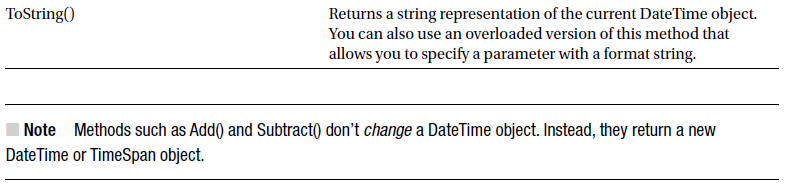 ToString() Returns a string representation of the current DateTime object.
You can also use an overloaded version of this method that
allows you to specify a parameter with a format string.
Note Methods such as Add() and Subtract() don't change a DateTime object. Instead, they return a new
DateTime or TimeSpan object.